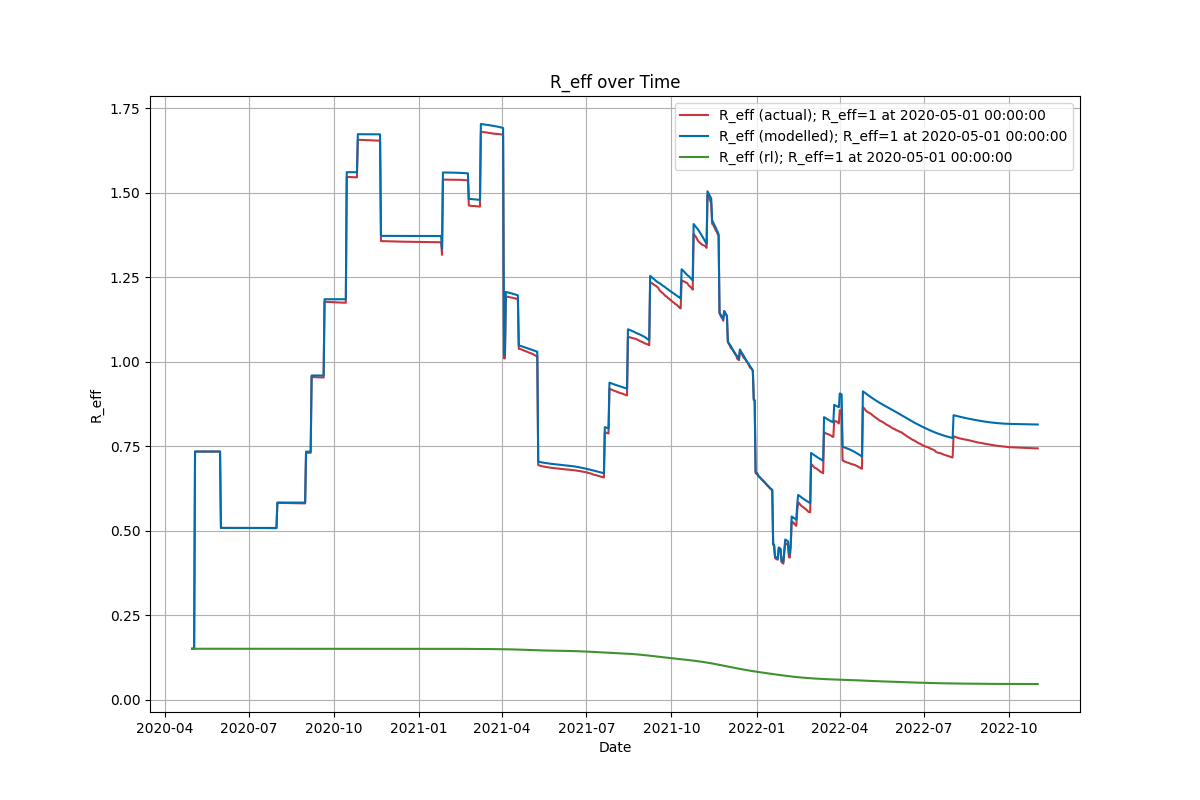 R_eff over Time
R_eff (actual); R_eff=1 at 2020-05-01 00:00:00
R_eff (modelled); R_eff=1 at 2020-05-01 00:00:00
R_eff (rl); R_eff=1 at 2020-05-01 00:00:00
1.75
1.50
1.25
1.00
0.75
0.50
0.25
0.00
R_eff
2020-04 2020-07 2020-10 2021-01 2021-04 2021-07 2021-10 2022-01 2022-04 2022-07 2022-10
Date